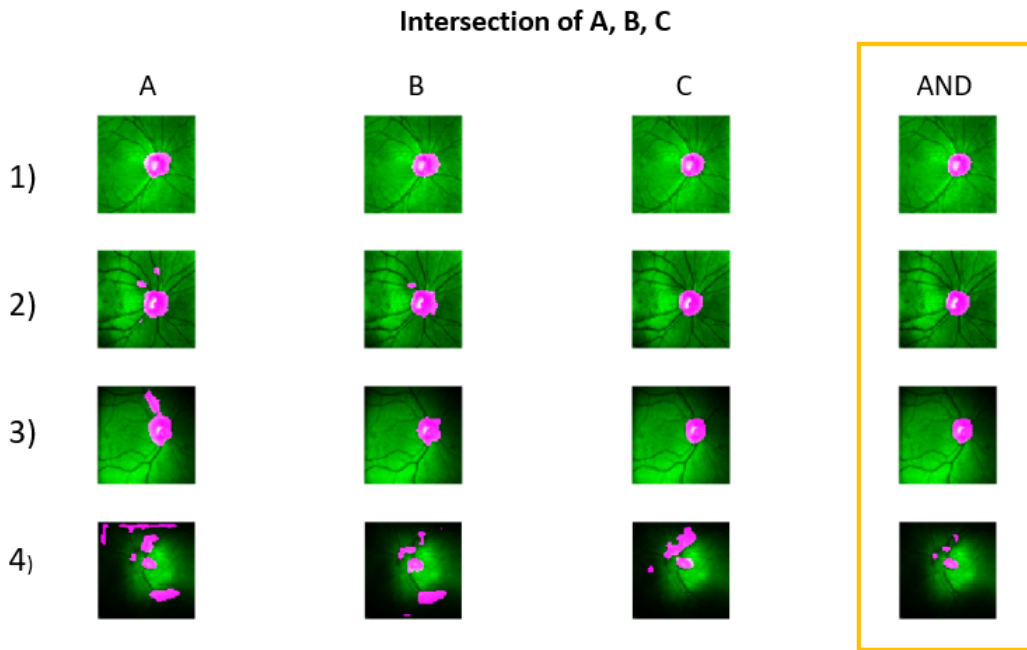 Intersection of A, B, C
A B C AND
1)
2)
3)
4)